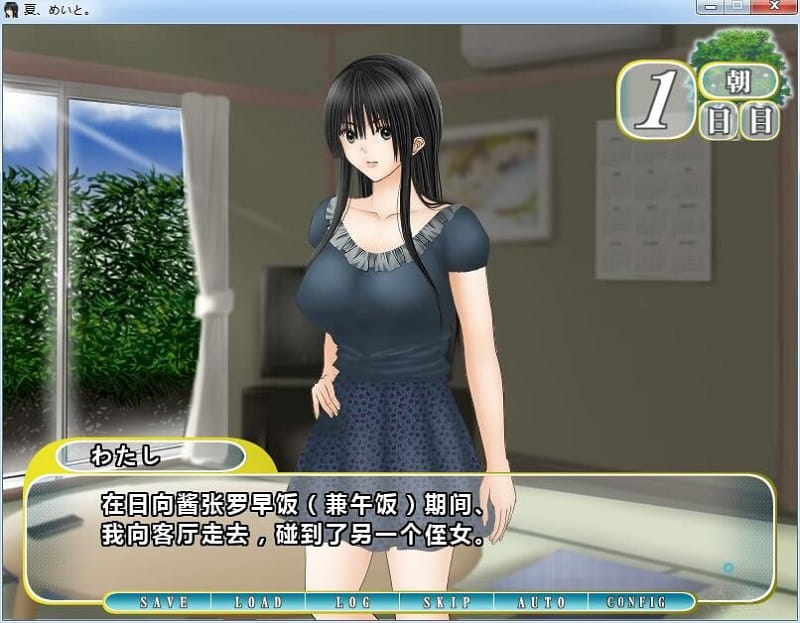 夏、めいと。
1
朝
日目
わたし
在日向酱张罗早饭（兼午饭）期间、
我向客厅走去，碰到了另一个侄女。
SAVE LOAD LOG SKIP AUTO CONFIG